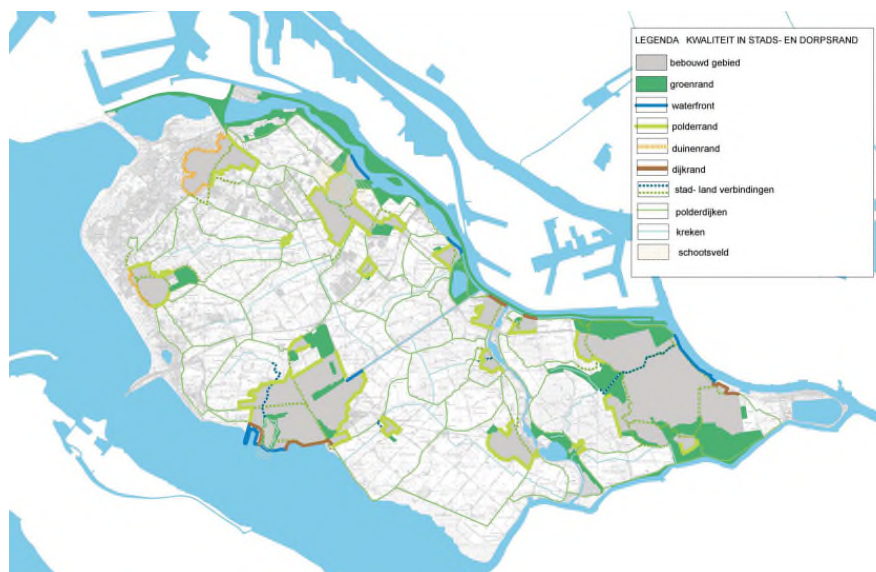 LEGENDA KWALITEIT IN STADS- EN DORPSRAND
bebouwd gebied
groenrand
waterfront
polderrand
duinenrand
dijkrand
stad- land verbindingen
polderdijken
kreken
schootsveld